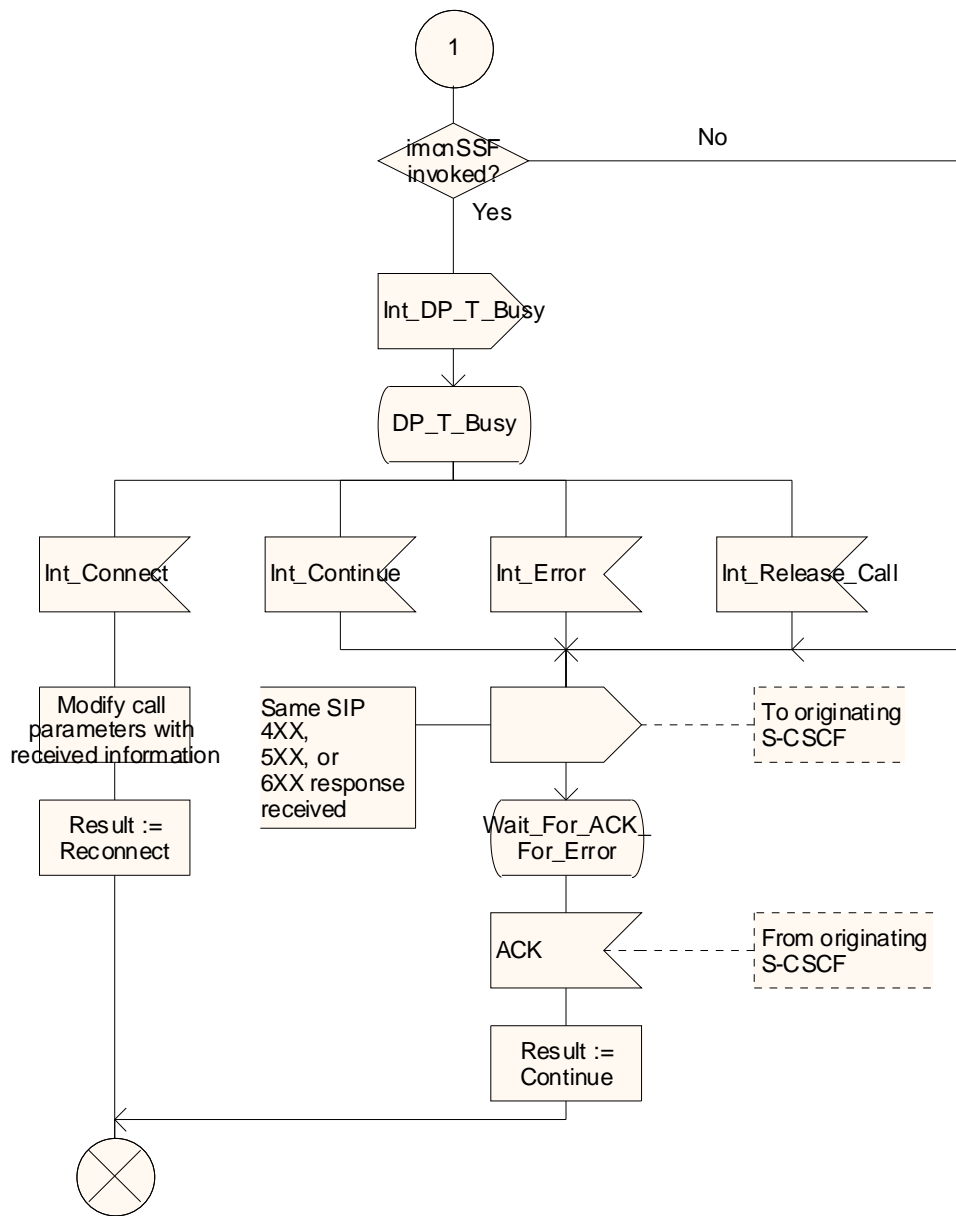 1
imcnSSF
invoked?
No
Yes
Int_DP_T_Busy
DP_T_Busy
Int_Connect
Int_Continue
Int_Error
Int_Release_Call
Modify call
parameters with
received information
Same SIP
4XX,
5XX, or
6XX response
received
To originating
S-CSCF
Result :=
Reconnect
Wait_For_ACK_
For_Error
ACK
From originating
S-CSCF
Result :=
Continue